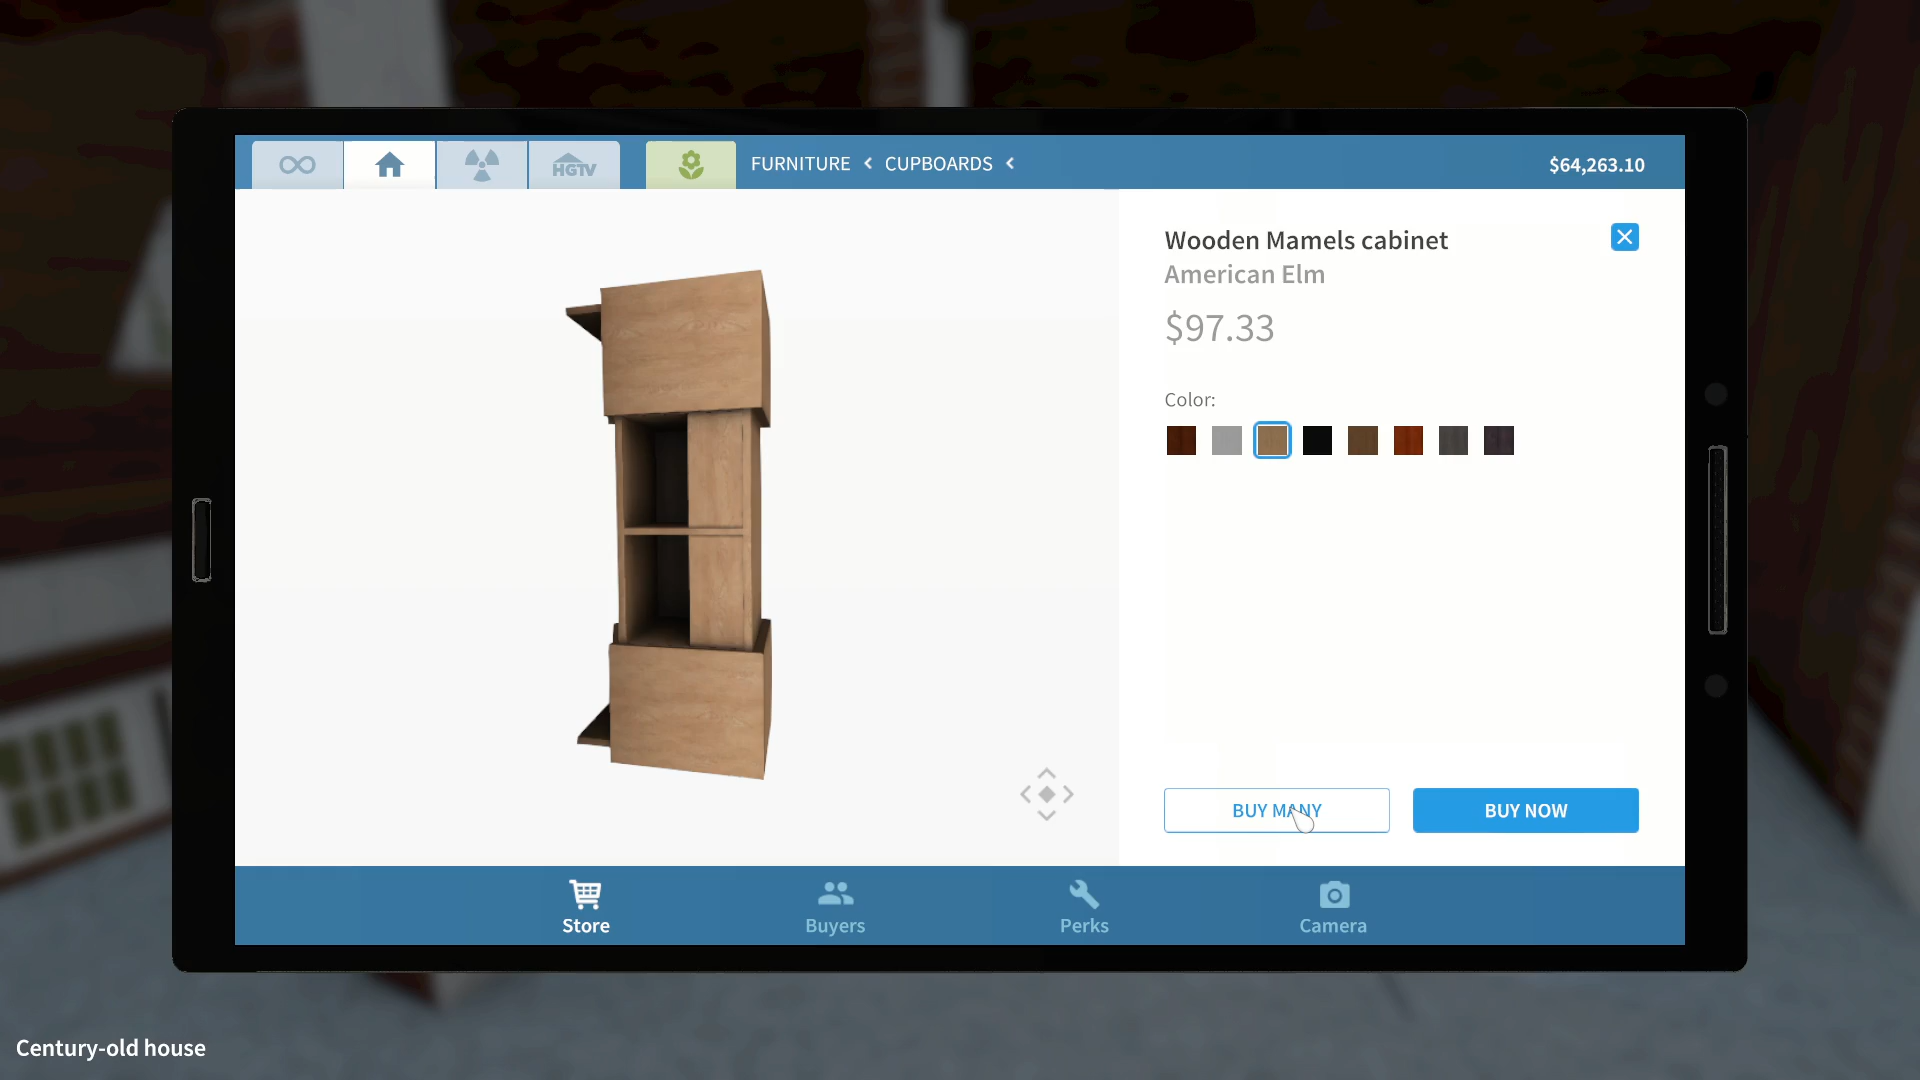 HGTV
FURNITURE < CUPBOARDS <
$64,263.10
Wooden Mamels cabinet
American Elm
$97.33
Color:
BUY MANY
BUY NOW
Store
Buyers
Perks
Camera
Century-old house